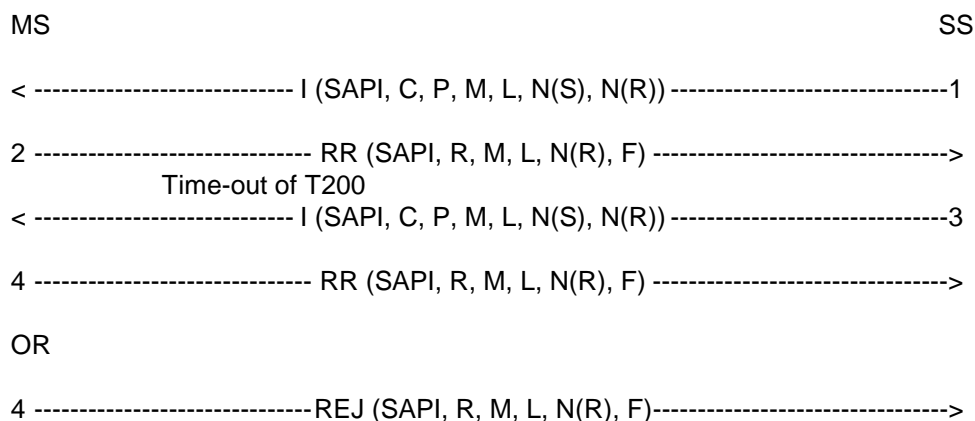 MS SS
< ----------------------------- I (SAPI, C, P, M, L, N(S), N(R)) -------------------------------1
2 ------------------------------- RR (SAPI, R, M, L, N(R), F) --------------------------------->
Time-out of T200
< ----------------------------- I (SAPI, C, P, M, L, N(S), N(R)) -------------------------------3
4 ------------------------------- RR (SAPI, R, M, L, N(R), F) --------------------------------->
OR
4 -------------------------------REJ (SAPI, R, M, L, N(R), F)--------------------------------->